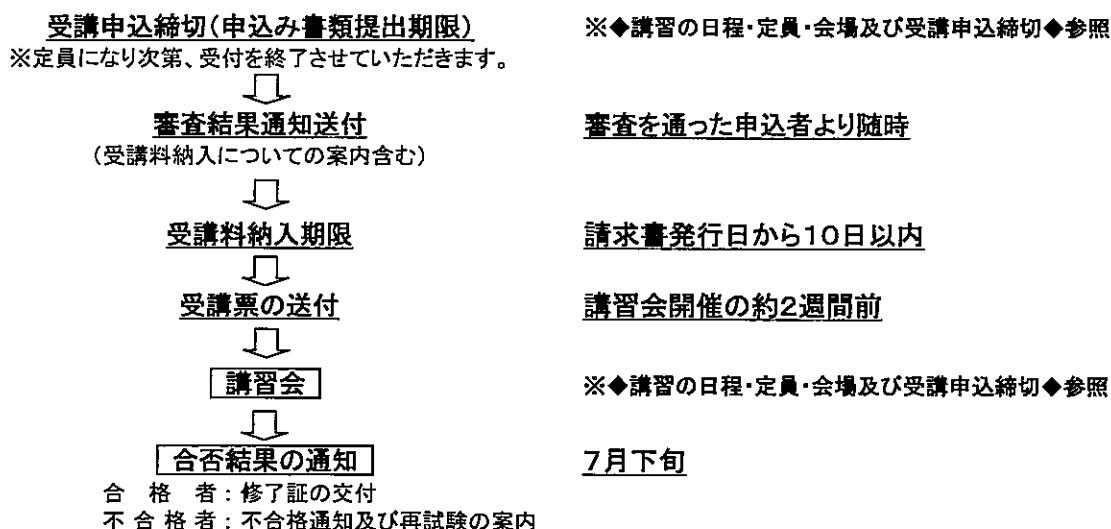 受講申込締切(申込み書類提出期限)
※◆講習の日程・定員・会場及び受講申込締切◆参照
※定員になり次第、受付を終了させていただきます。
審査結果通知送付
審査を通った申込者より随時
(受講料納入についての案内含む)
受講料納入期限
請求書発行日から10日以内
受講票の送付
講習会開催の約2週間前
講習会
※◆講習の日程・定員・会場及び受講申込締切◆参照
合否結果の通知
7月下旬
合 格 者:修了証の交付
不 合 格 者:不合格通知及び再試験の案内